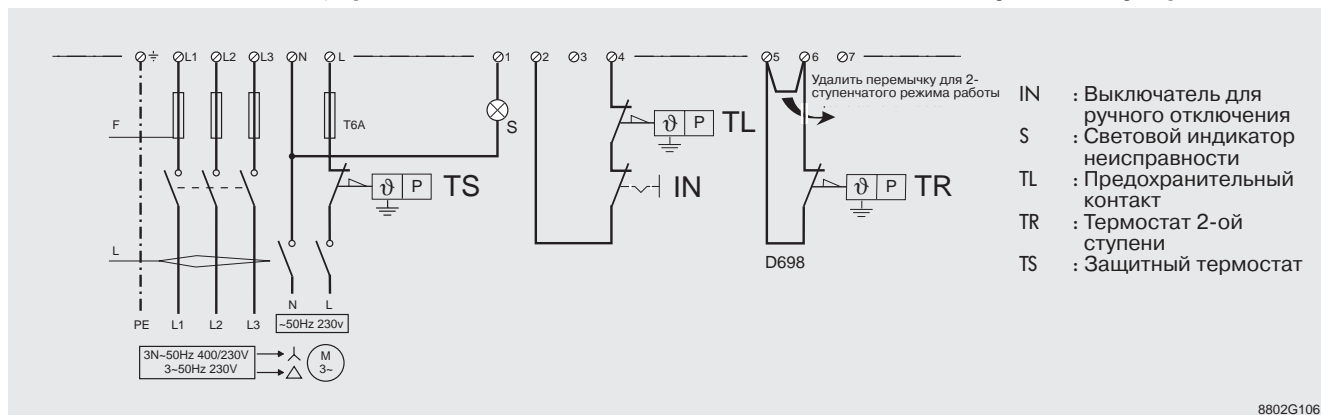 L1 L2 L3 N L 1 2 3 4 5 6 7
Удалить перемычку для 2-
ступенчатого режима работы
F
T6A
S
ϑ P TS
ϑ P TL
IN
ϑ P TR
L
D698
N L
PE L1 L2 L3
~50Hz 230v
3N~50Hz 400/230V
3~50Hz 230V
M
3~
IN : Выключатель для
ручного отключения
S : Световой индикатор
неисправности
TL : Предохранительный
контакт
TR : Термостат 2-ой
ступени
TS : Защитный термостат
8802G106